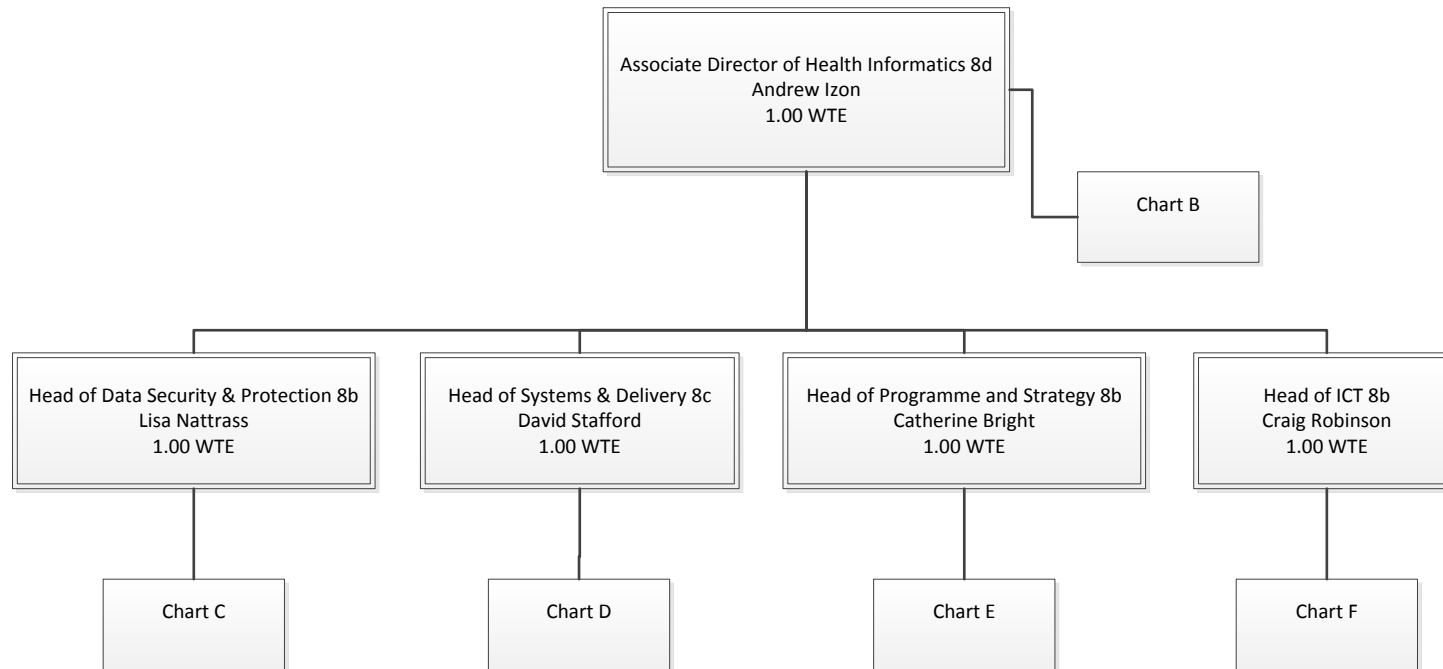 Associate Director of Health Informatics 8d
Andrew Izon
1.00 WTE
Chart B
Head of Data Security & Protection 8b
Lisa Nattrass
1.00 WTE
Head of Systems & Delivery 8c
David Stafford
1.00 WTE
Head of Programme and Strategy 8b
Catherine Bright
1.00 WTE
Head of ICT 8b
Craig Robinson
1.00 WTE
Chart C
Chart D
Chart E
Chart F